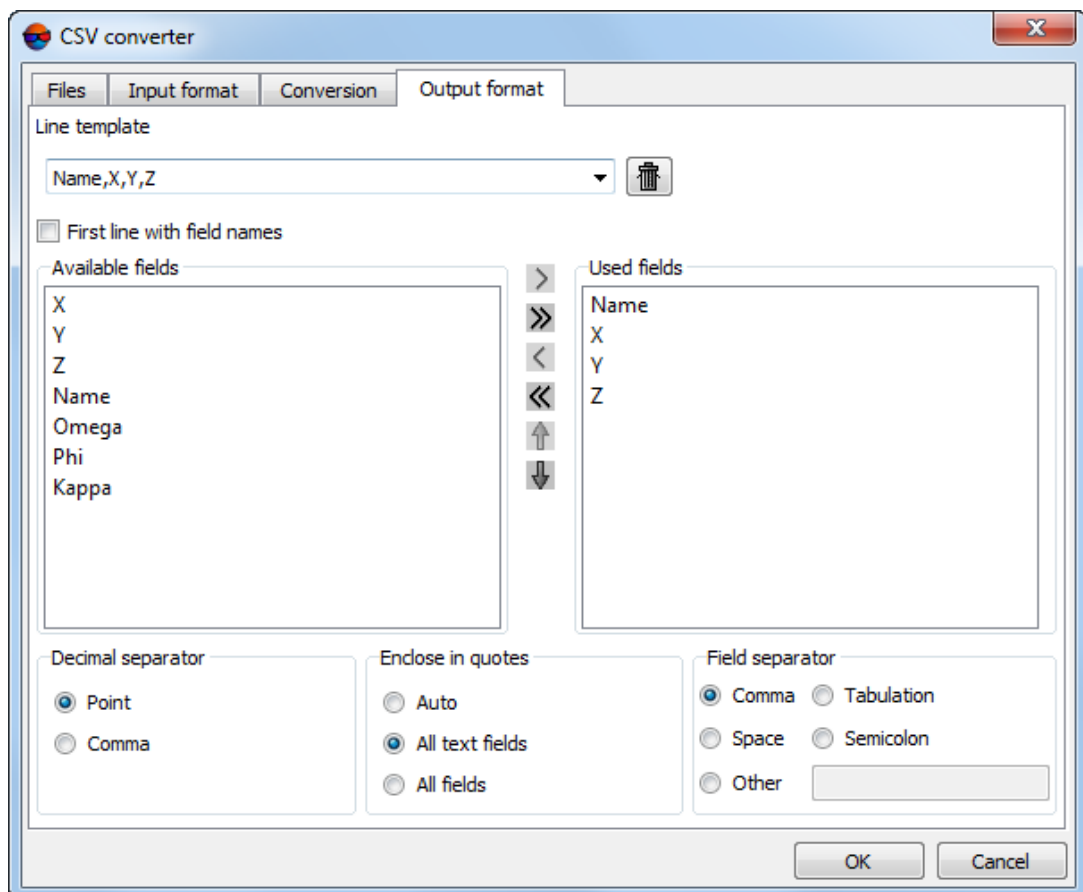 CSV converter
Files Input format Conversion Output format
Line template
Name,X,Y,Z
First line with field names
Available fields
X
Y
Z
Name
Omega
Phi
Kappa
Used fields
Name
X
Y
Z
Decimal separator
Point
Comma
Enclose in quotes
Auto
All text fields
All fields
Field separator
Comma Tabulation
Space Semicolon
Other
OK Cancel